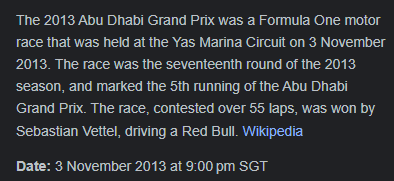 The 2013 Abu Dhabi Grand Prix was a Formula One motor
race that was held at the Yas Marina Circuit on 3 November
2013. The race was the seventeenth round of the 2013
season, and marked the 5th running of the Abu Dhabi
Grand Prix. The race, contested over 55 laps, was won by
Sebastian Vettel, driving a Red Bull. Wikipedia
Date: 3 November 2013 at 9:00 pm SGT